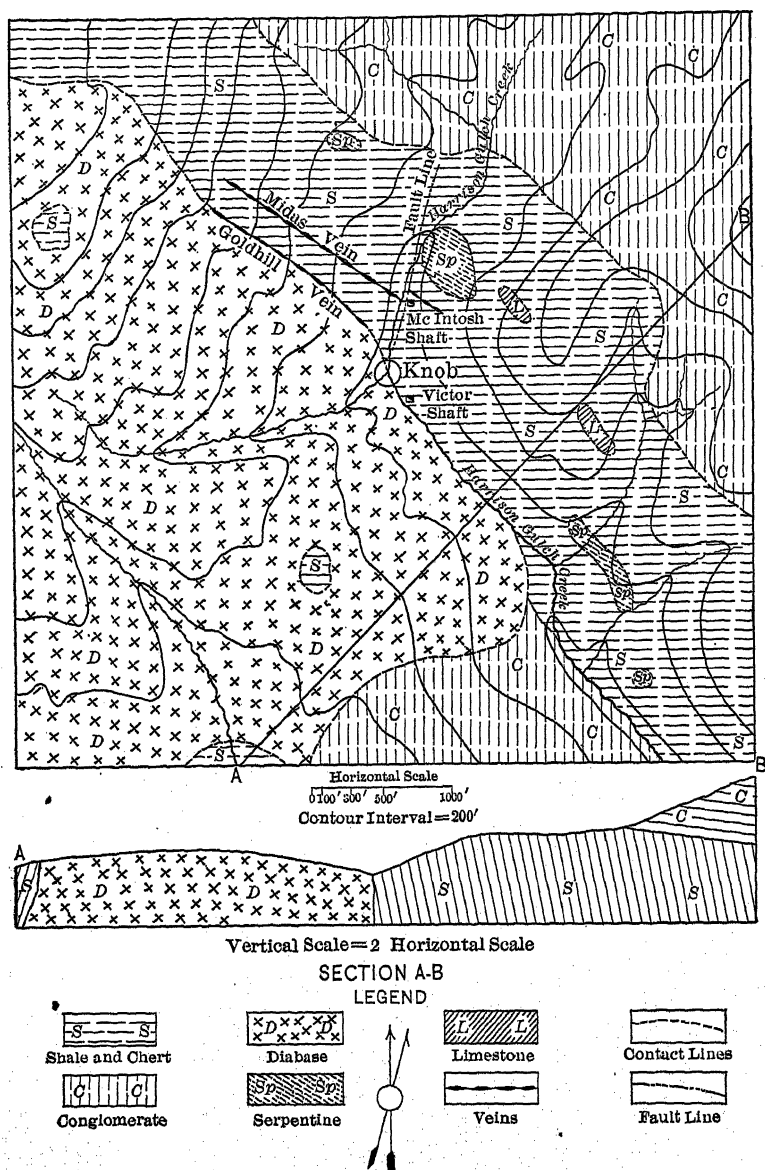 S
C
C
C
D
Sp
S
Fault Line
Harrison Gulch Creek
C
C
S
Midas Vein
S
B
D
Goldhill Vein
Sp
D
L
C
Mc Intosh
Shaft
S
Knob
Victor
Shaft
D
L
S
C
D
Harrison Gulch Creek
S
Sp
S
D
Sp
D
D
C
S
Sp
D
C
C
S
S
A
B
Horizontal Scale
0 100' 300' 500' 1000'
Contour Interval=200'
A
C
C
S
D
D
S
S
S
Vertical Scale=2 Horizontal Scale
SECTION A-B
LEGEND
S S
D D
L L
Shale and Chert
Diabase
Limestone
Contact Lines
C C
Sp Sp
Conglomerate
Serpentine
Veins
Fault Line